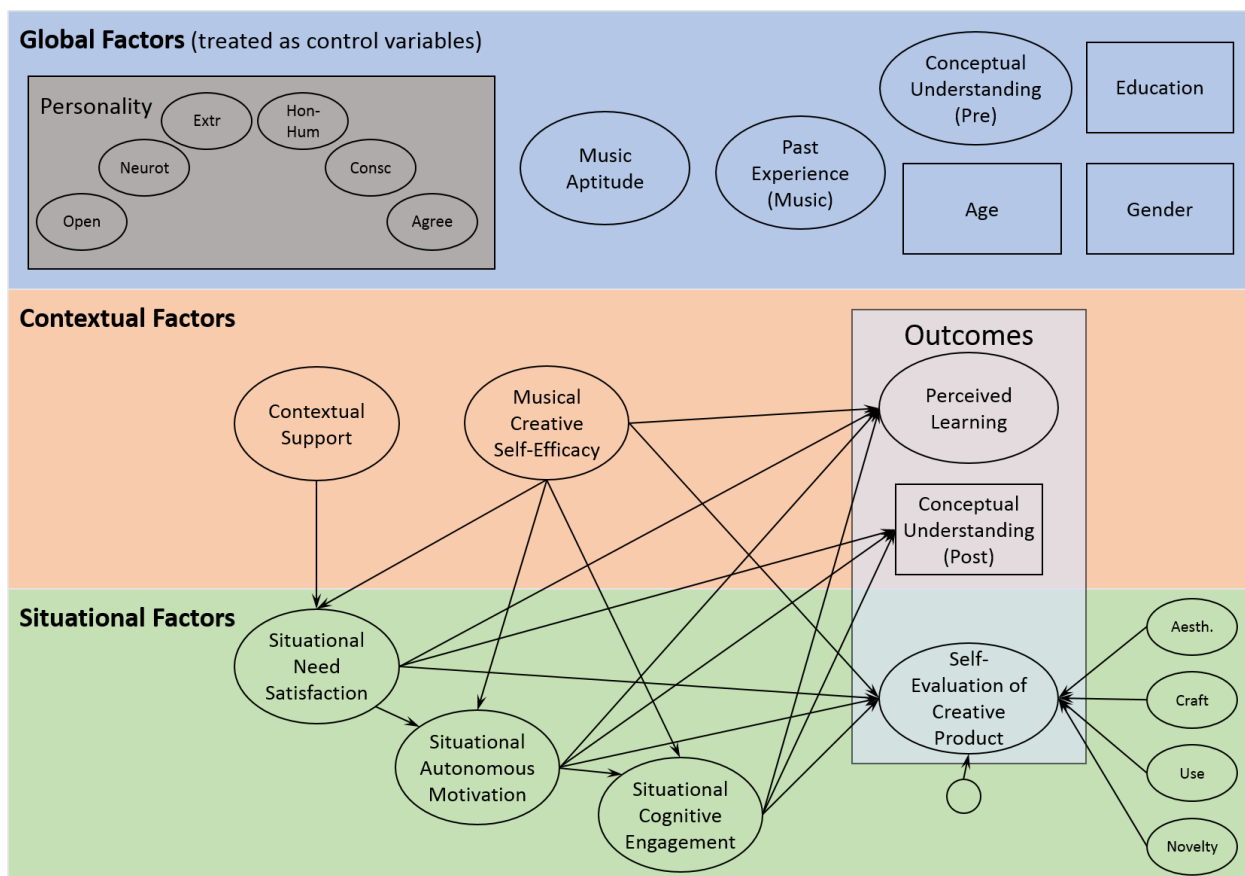 Global Factors (treated as control variables)
Personality
Extr
Hon-
Hum
Neurot
Consc
Open
Agree
Music
Aptitude
Past
Experience
(Music)
Conceptual
Understanding
(Pre)
Education
Age
Gender
Contextual Factors
Outcomes
Contextual
Support
Musical
Creative
Self-Efficacy
Perceived
Learning
Conceptual
Understanding
(Post)
Situational Factors
Situational
Need
Satisfaction
Situational
Autonomous
Motivation
Situational
Cognitive
Engagement
Self-
Evaluation of
Creative
Product
Aesth.
Craft
Use
Novelty